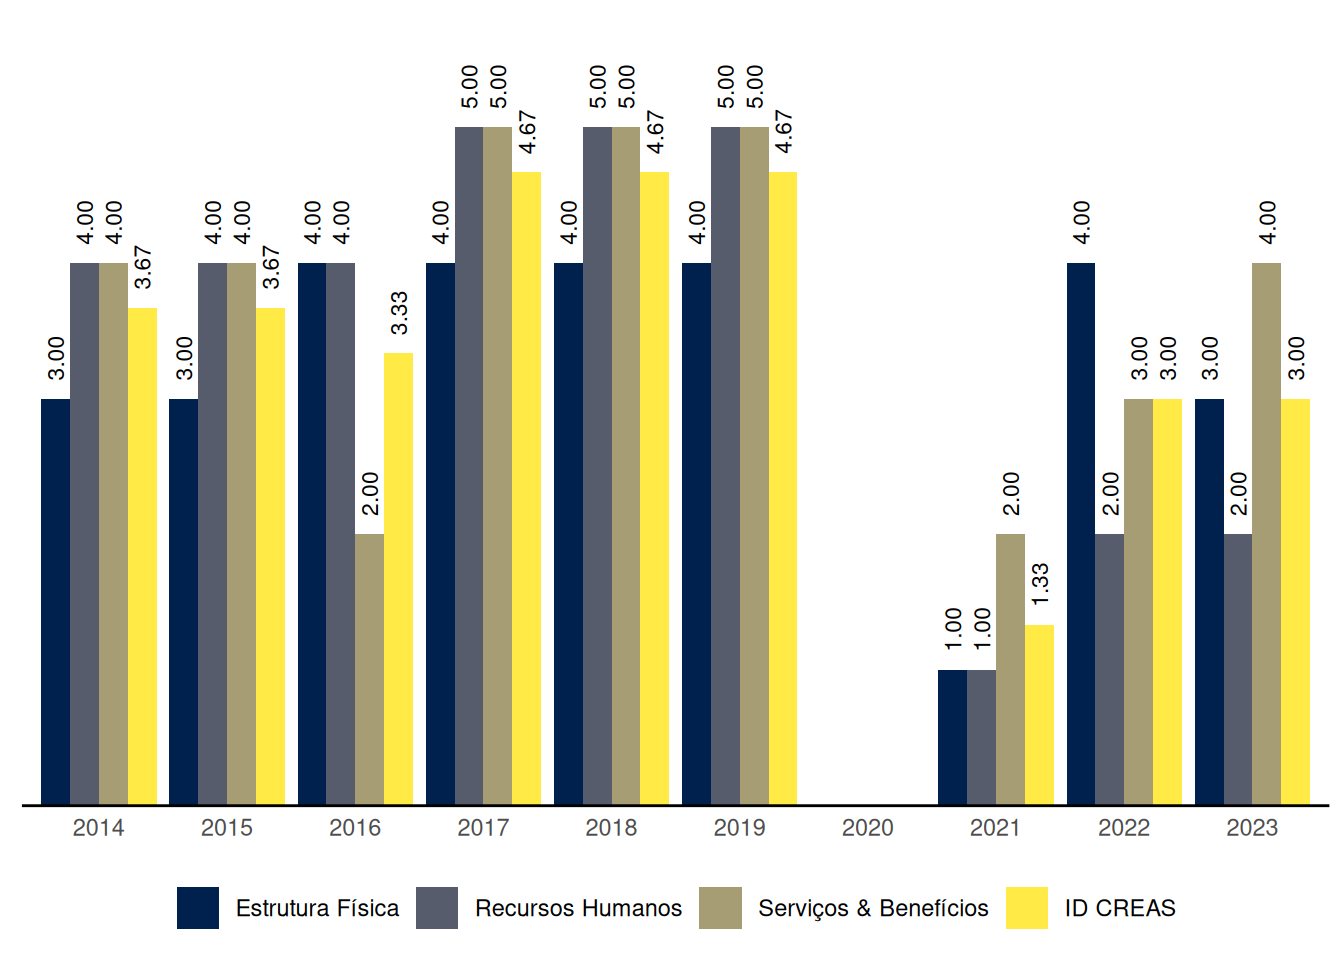 3.00 4.00 4.00 3.67 3.00 4.00 4.00 3.67 4.00 4.00 2.00 3.33 4.00 5.00 5.00 4.67 4.00 5.00 5.00 4.67 4.00 5.00 5.00 4.67 1.00 1.00 2.00 1.33 4.00 2.00 3.00 3.00 3.00 2.00 4.00 3.00
2014 2015 2016 2017 2018 2019 2020 2021 2022 2023
Estrutura Física Recursos Humanos Serviços & Benefícios ID CREAS